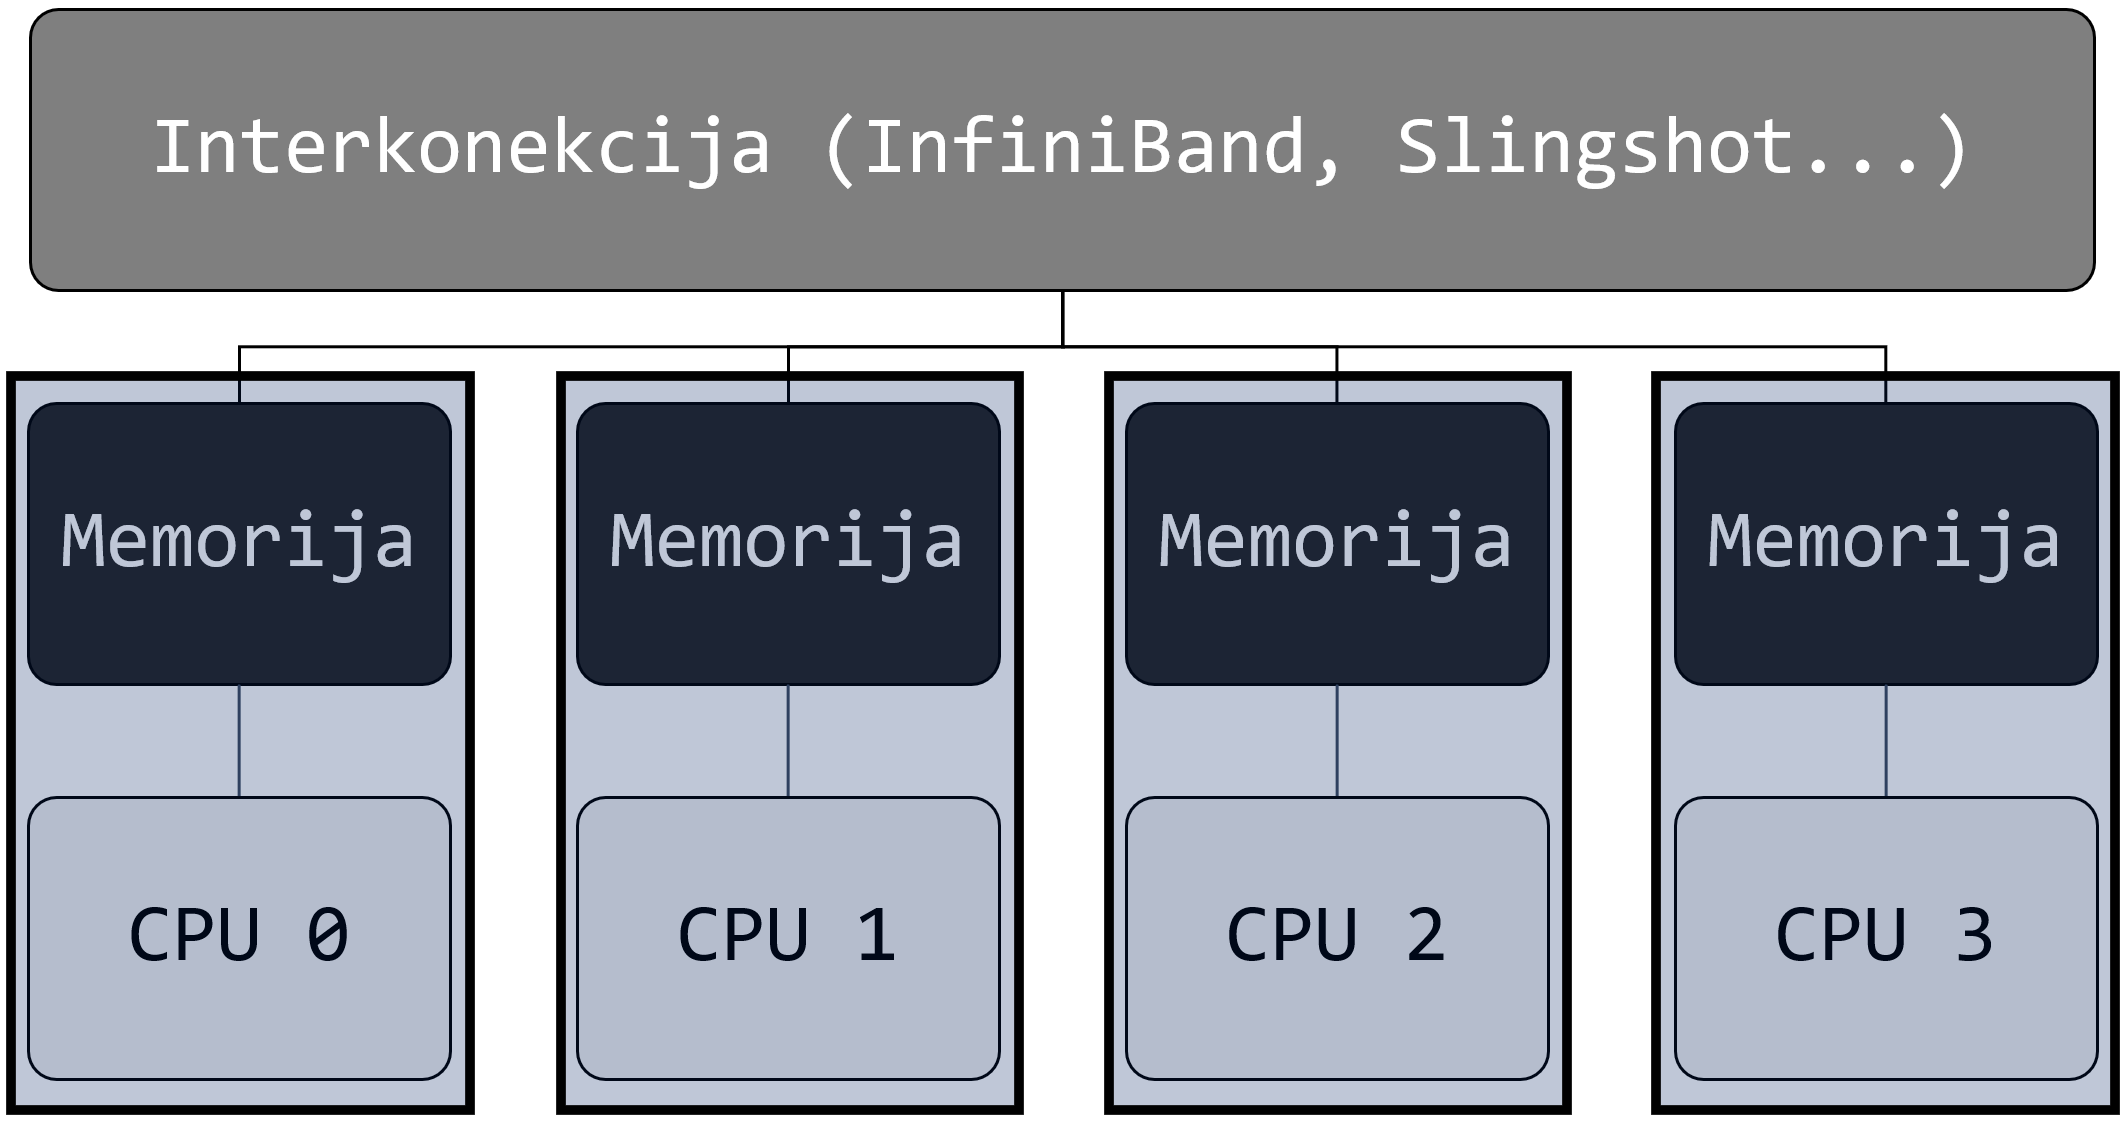 Interkonekcija (InfiniBand, Slingshot...)
Memorija
Memorija
Memorija
Memorija
CPU 0
CPU 1
CPU 2
CPU 3